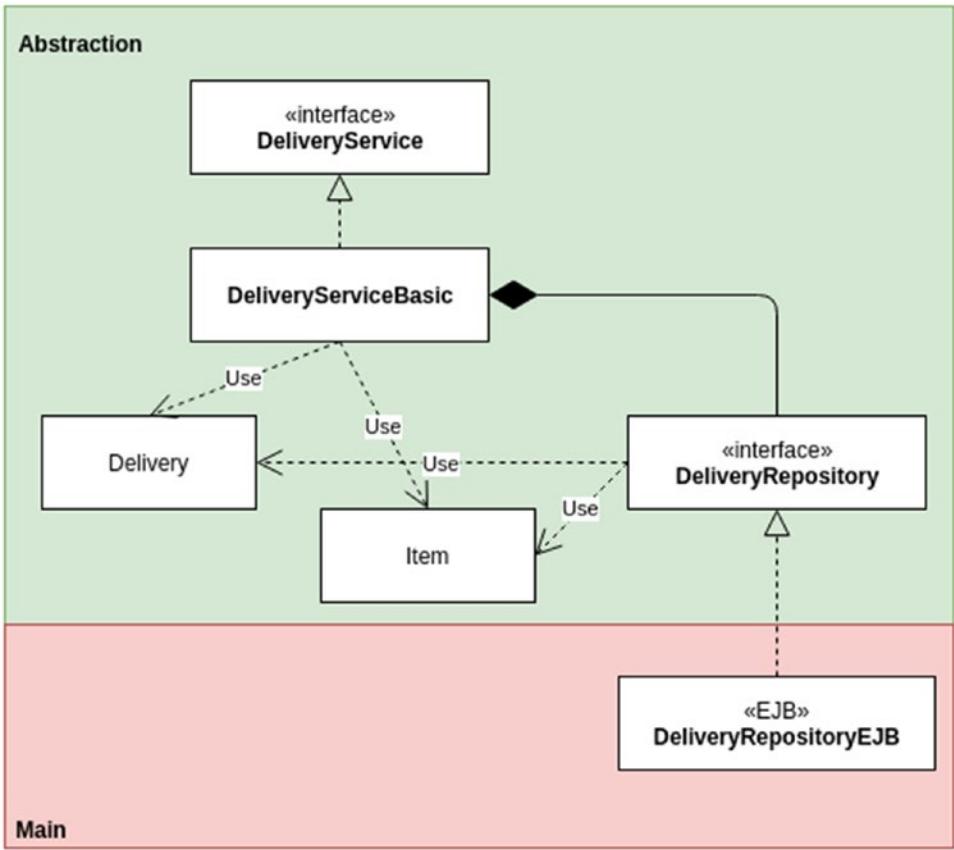 Abstraction
«interface»
DeliveryService
DeliveryServiceBasic
Use
Use
Delivery
Use
«interface»
DeliveryRepository
Use
Item
«EJB»
DeliveryRepositoryEJB
Main